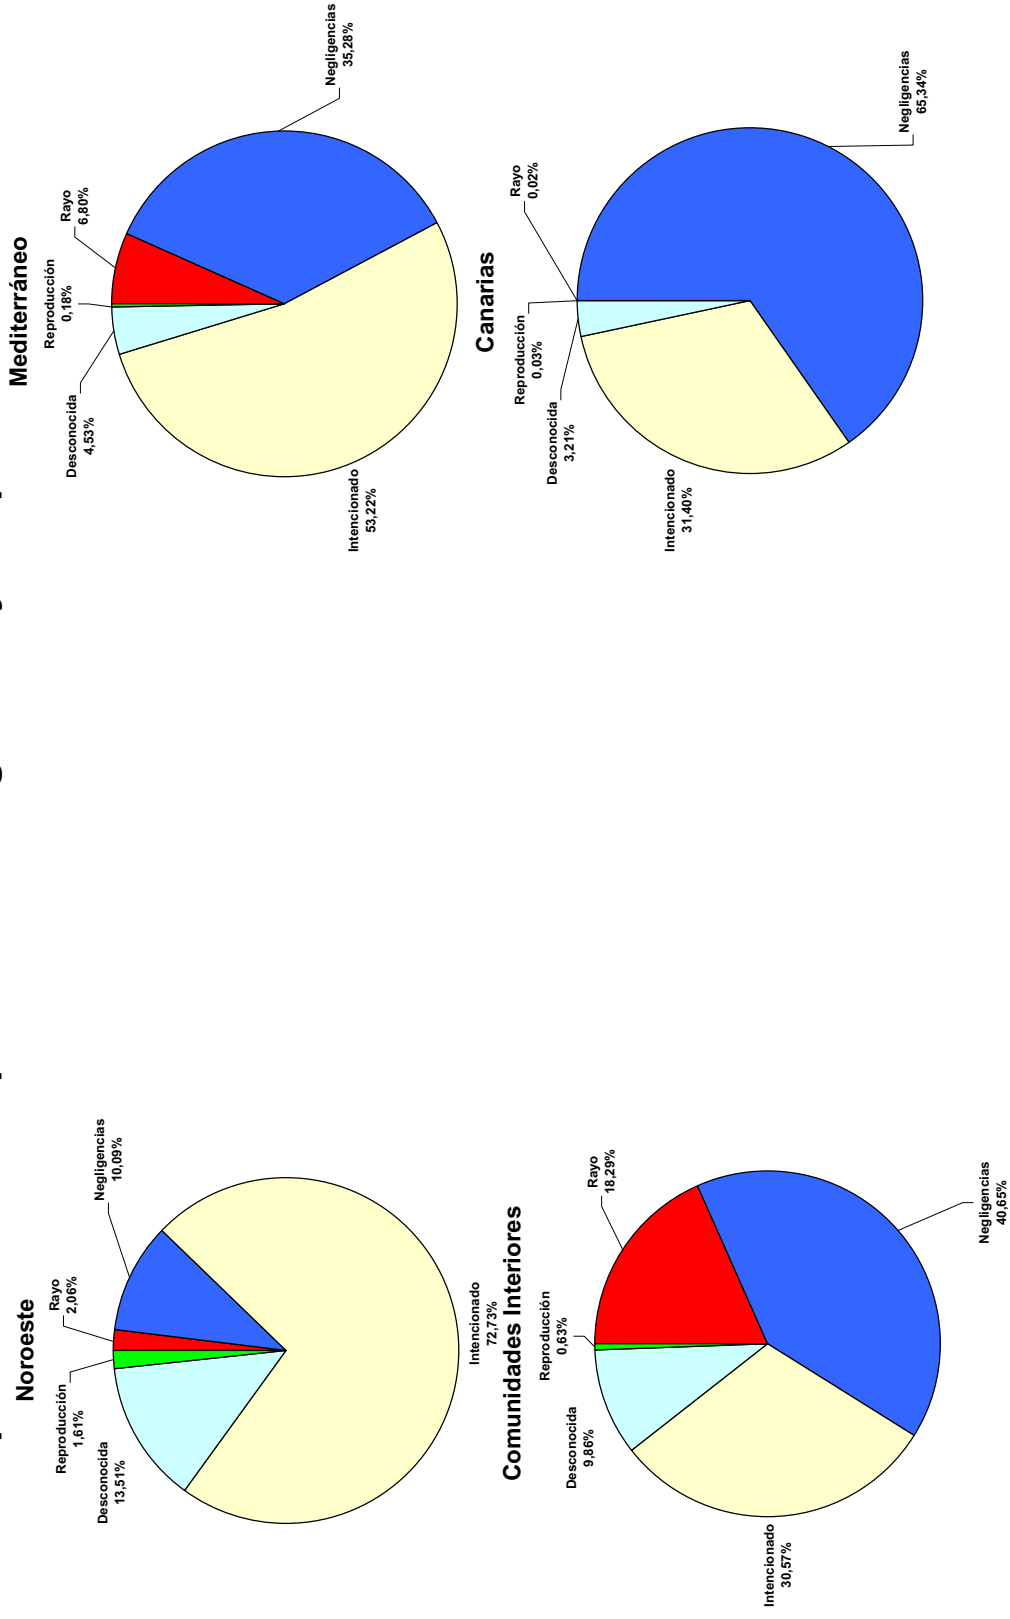 Noroeste
Rayo
2,06%
Negligencias
10,09%
Intencionado
72,73%
Desconocida
13,51%
Reproducción
1,61%
Mediterráneo
Rayo
6,80%
Negligencias
35,28%
Intencionado
53,22%
Desconocida
4,53%
Reproducción
0,18%
Comunidades Interiores
Rayo
18,29%
Negligencias
40,65%
Intencionado
30,57%
Desconocida
9,86%
Reproducción
0,63%
Canarias
Rayo
0,02%
Negligencias
65,34%
Intencionado
31,40%
Desconocida
3,21%
Reproducción
0,03%